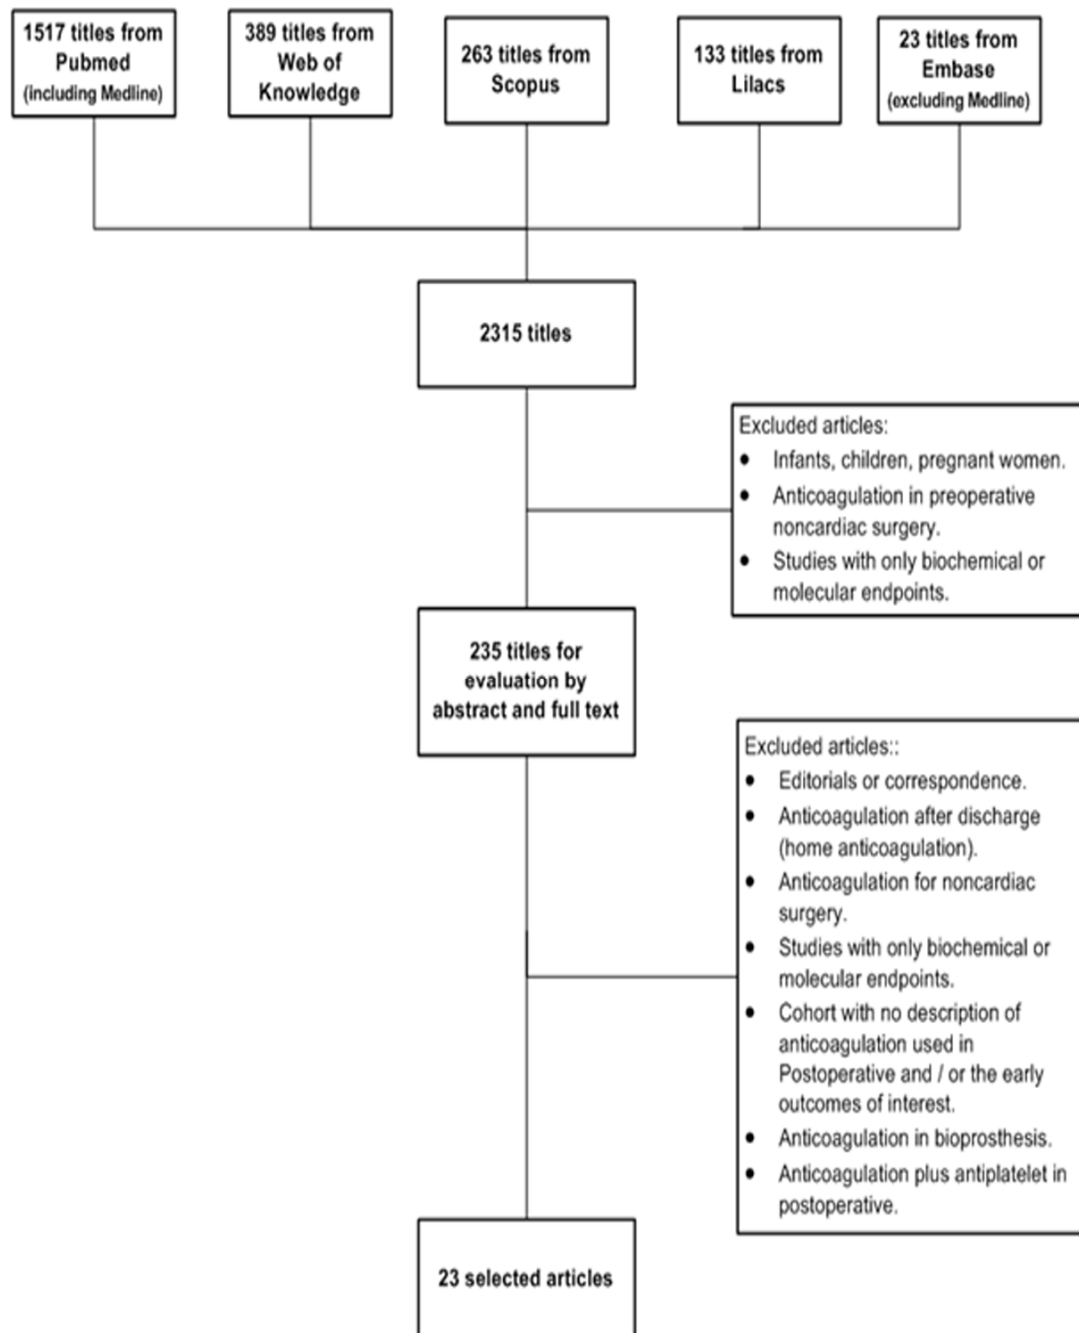 1517 titles from
Pubmed
(including Medline)
389 titles from
Web of
Knowledge
263 titles from
Scopus
133 titles from
Lilacs
23 titles from
Embase
(excluding Medline)
2315 titles
Excluded articles:
• Infants, children, pregnant women.
• Anticoagulation in preoperative
noncardiac surgery.
• Studies with only biochemical or
molecular endpoints.
235 titles for
evaluation by
abstract and full text
Excluded articles::
• Editorials or correspondence.
• Anticoagulation after discharge
(home anticoagulation).
• Anticoagulation for noncardiac
surgery.
• Studies with only biochemical or
molecular endpoints.
• Cohort with no description of
anticoagulation used in
Postoperative and / or the early
outcomes of interest.
• Anticoagulation in bioprosthesis.
• Anticoagulation plus antiplatelet in
postoperative.
23 selected articles